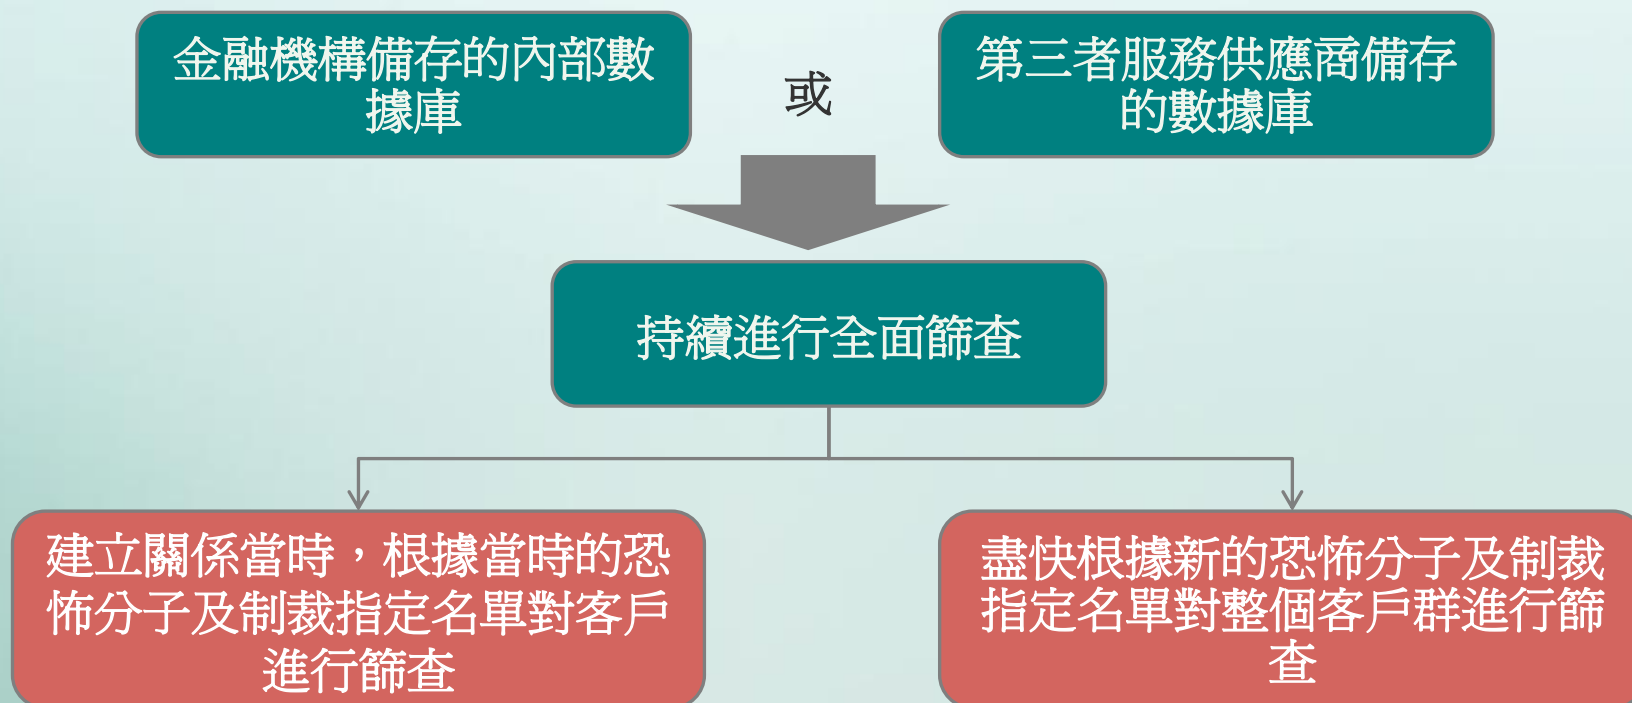 金融機構備存的內部數
據庫
或
第三者服務供應商備存
的數據庫
持續進行全面篩查
建立關係當時，根據當時的恐
怖分子及制裁指定名單對客戶
進行篩查
盡快根據新的恐怖分子及制裁
指定名單對整個客戶群進行篩
查